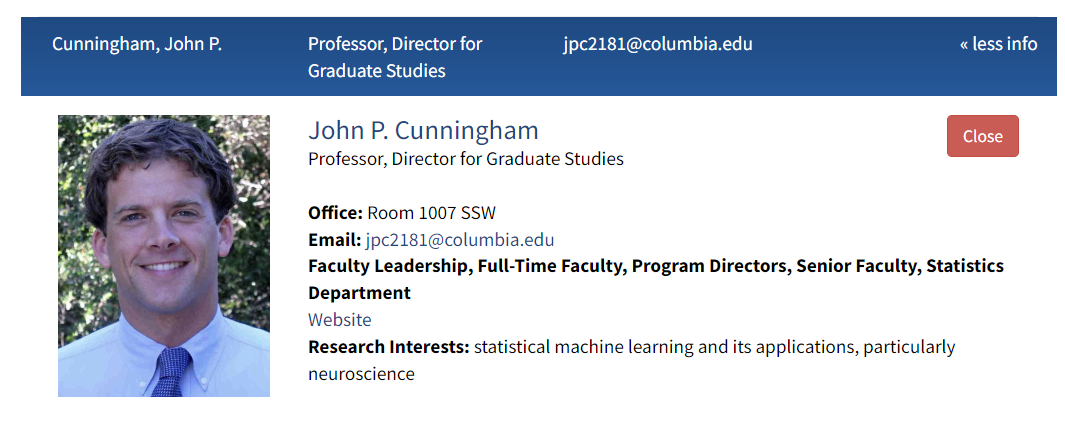 Cunningham, John P.
Professor, Director for
Graduate Studies
jpc2181@columbia.edu
« less info
John P. Cunningham
Close
Professor, Director for Graduate Studies
Office: Room 1007 SSW
Email: jpc2181@columbia.edu
Faculty Leadership, Full-Time Faculty, Program Directors, Senior Faculty, Statistics
Department
Website
Research Interests: statistical machine learning and its applications, particularly
neuroscience